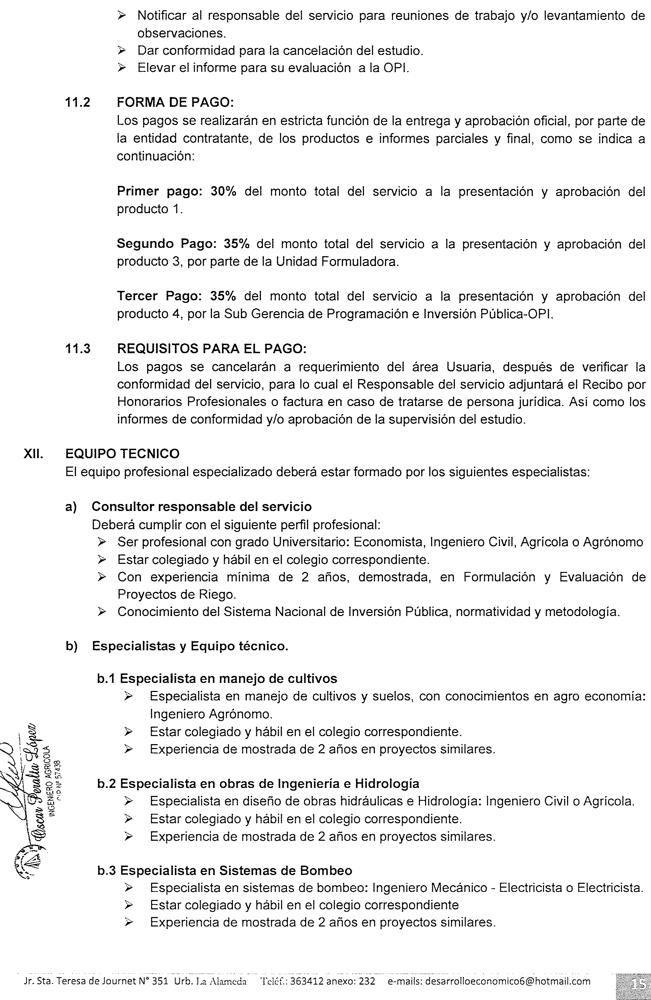 ➢ Notificar al responsable del servicio para reuniones de trabajo y/o levantamiento de
observaciones.
➢ Dar conformidad para la cancelación del estudio.
➢ Elevar el informe para su evaluación a la OPI.
11.2 FORMA DE PAGO:
Los pagos se realizarán en estricta función de la entrega y aprobación oficial, por parte de
la entidad contratante, de los productos e informes parciales y final, como se indica a
continuación:
Primer pago: 30% del monto total del servicio a la presentación y aprobación del
producto 1.
Segundo Pago: 35% del monto total del servicio a la presentación y aprobación del
producto 3, por parte de la Unidad Formuladora.
Tercer Pago: 35% del monto total del servicio a la presentación y aprobación del
producto 4, por la Sub Gerencia de Programación e Inversión Pública-OPI.
11.3 REQUISITOS PARA EL PAGO:
Los pagos se cancelarán a requerimiento del área Usuaria, después de verificar la
conformidad del servicio, para lo cual el Responsable del servicio adjuntará el Recibo por
Honorarios Profesionales o factura en caso de tratarse de persona jurídica. Así como los
informes de conformidad y/o aprobación de la supervisión del estudio.
XII. EQUIPO TECNICO
El equipo profesional especializado deberá estar formado por los siguientes especialistas:
a) Consultor responsable del servicio
Deberá cumplir con el siguiente perfil profesional:
➢ Ser profesional con grado Universitario: Economista, Ingeniero Civil, Agrícola o Agrónomo
➢ Estar colegiado y hábil en el colegio correspondiente.
➢ Con experiencia mínima de 2 años, demostrada, en Formulación y Evaluación de
Proyectos de Riego.
➢ Conocimiento del Sistema Nacional de Inversión Pública, normatividad y metodología.
b) Especialistas y Equipo técnico.
b.1 Especialista en manejo de cultivos
➢ Especialista en manejo de cultivos y suelos, con conocimientos en agro economía:
Ingeniero Agrónomo.
➢ Estar colegiado y hábil en el colegio correspondiente.
➢ Experiencia de mostrada de 2 años en proyectos similares.
b.2 Especialista en obras de Ingeniería e Hidrología
➢ Especialista en diseño de obras hidráulicas e Hidrología: Ingeniero Civil o Agrícola.
➢ Estar colegiado y hábil en el colegio correspondiente.
➢ Experiencia de mostrada de 2 años en proyectos similares.
b.3 Especialista en Sistemas de Bombeo
➢ Especialista en sistemas de bombeo: Ingeniero Mecánico - Electricista o Electricista.
➢ Estar colegiado y hábil en el colegio correspondiente
➢ Experiencia de mostrada de 2 años en proyectos similares.
Oscar Peralta López
INGENIERO AGRICOLA
CIP Nº 57438
Jr. Sta. Teresa de Journet N° 351 Urb. La Alameda Teléf.: 363412 anexo: 232 e-mails: desarrolloeconomico6@hotmail.com
15